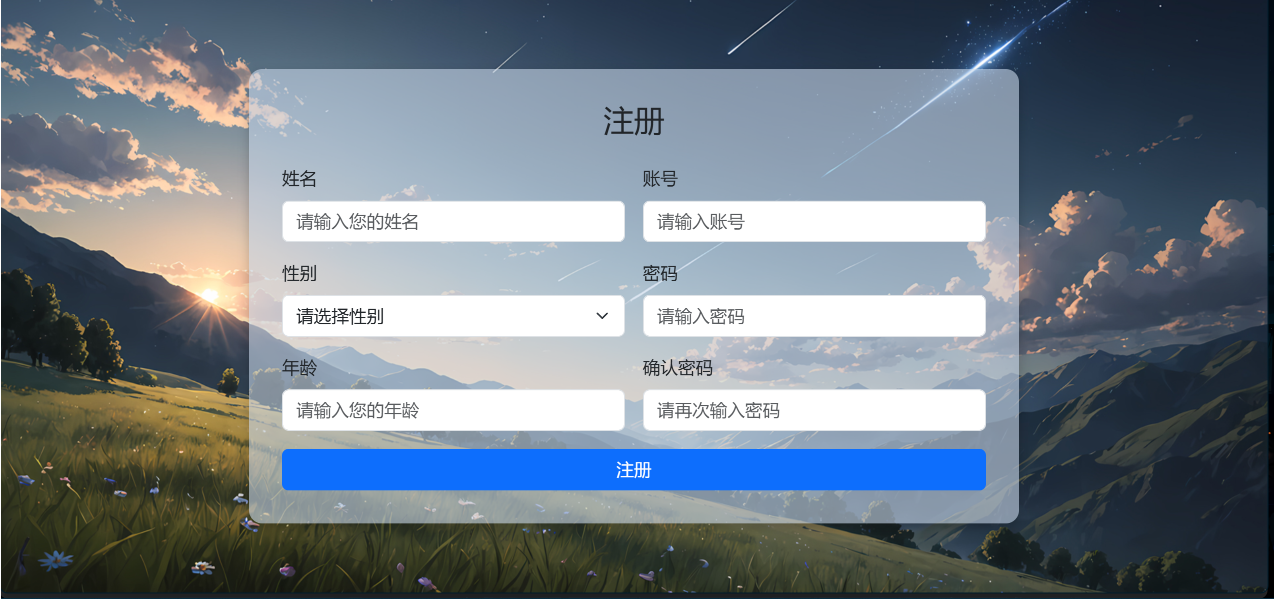 注册
姓名
账号
请输入您的姓名
请输入账号
性别
密码
请选择性别
请输入密码
年龄
确认密码
请输入您的年龄
请再次输入密码
注册